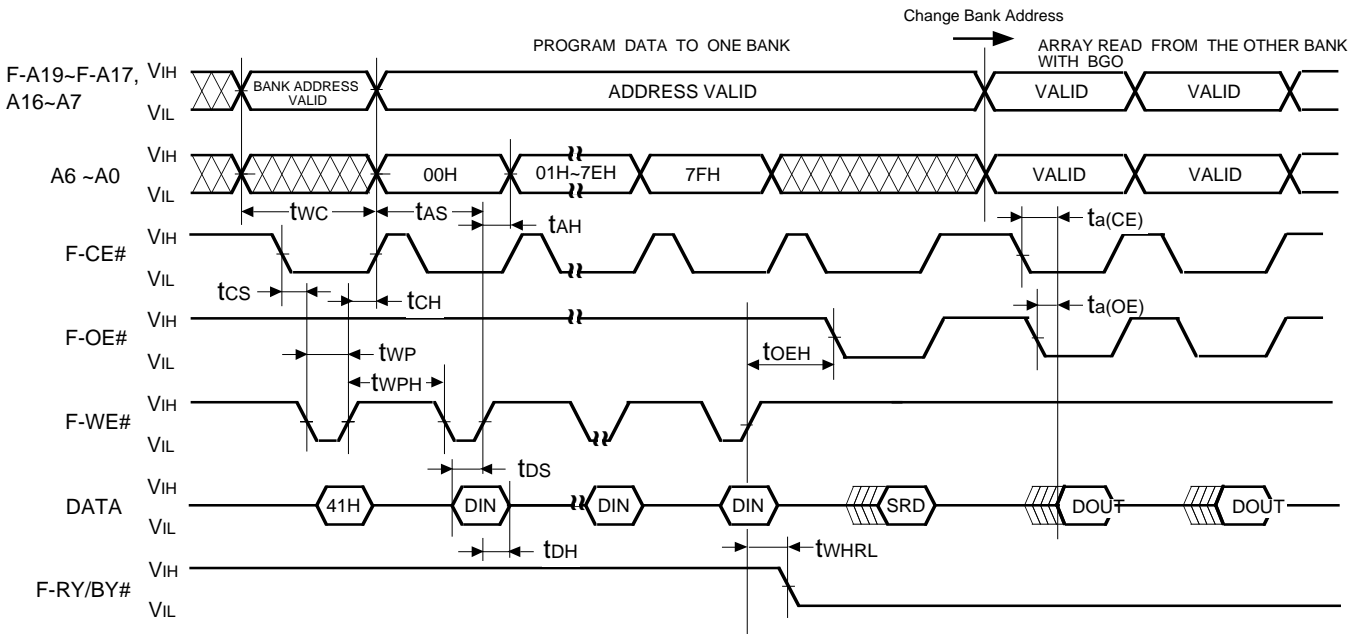 Change Bank Address
PROGRAM DATA TO ONE BANK
ARRAY READ FROM THE OTHER BANK
WITH BGO
F-A19~F-A17,
A16~A7
VIH
VIL
BANK ADDRESS
VALID
ADDRESS VALID
VALID
VALID
A6 ~A0
VIH
VIL
00H
01H~7EH
7FH
VALID
VALID
tWC
tAS
tAH
ta(CE)
F-CE#
VIH
VIL
tCS
tCH
ta(OE)
F-OE#
VIH
VIL
tWP
tOEH
tWPH
F-WE#
VIH
VIL
tDS
DATA
VIH
VIL
41H
DIN
DIN
DIN
SRD
DOUT
DOUT
tDH
tWHRL
F-RY/BY#
VIH
VIL